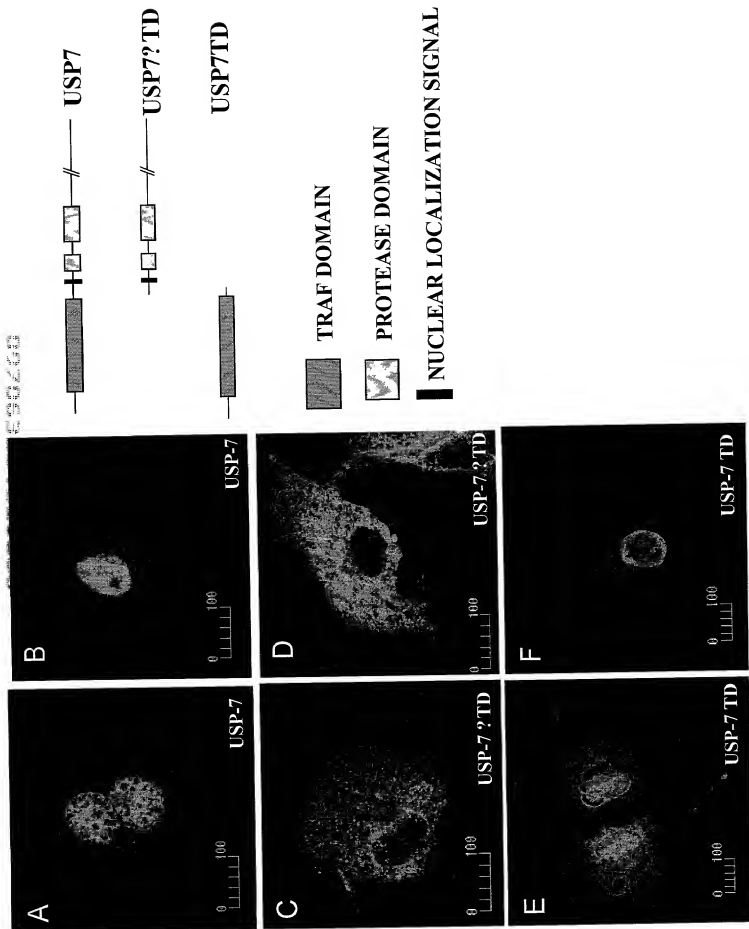 A
USP-7
0 100
B
USP-7
0 100
C
USP-7 ? TD
0 100
D
USP-7 ? TD
0 100
E
USP-7 TD
0 100
F
USP-7 TD
0 100
USP7
USP7? TD
USP7TD
TRAF DOMAIN
PROTEASE DOMAIN
NUCLEAR LOCALIZATION SIGNAL